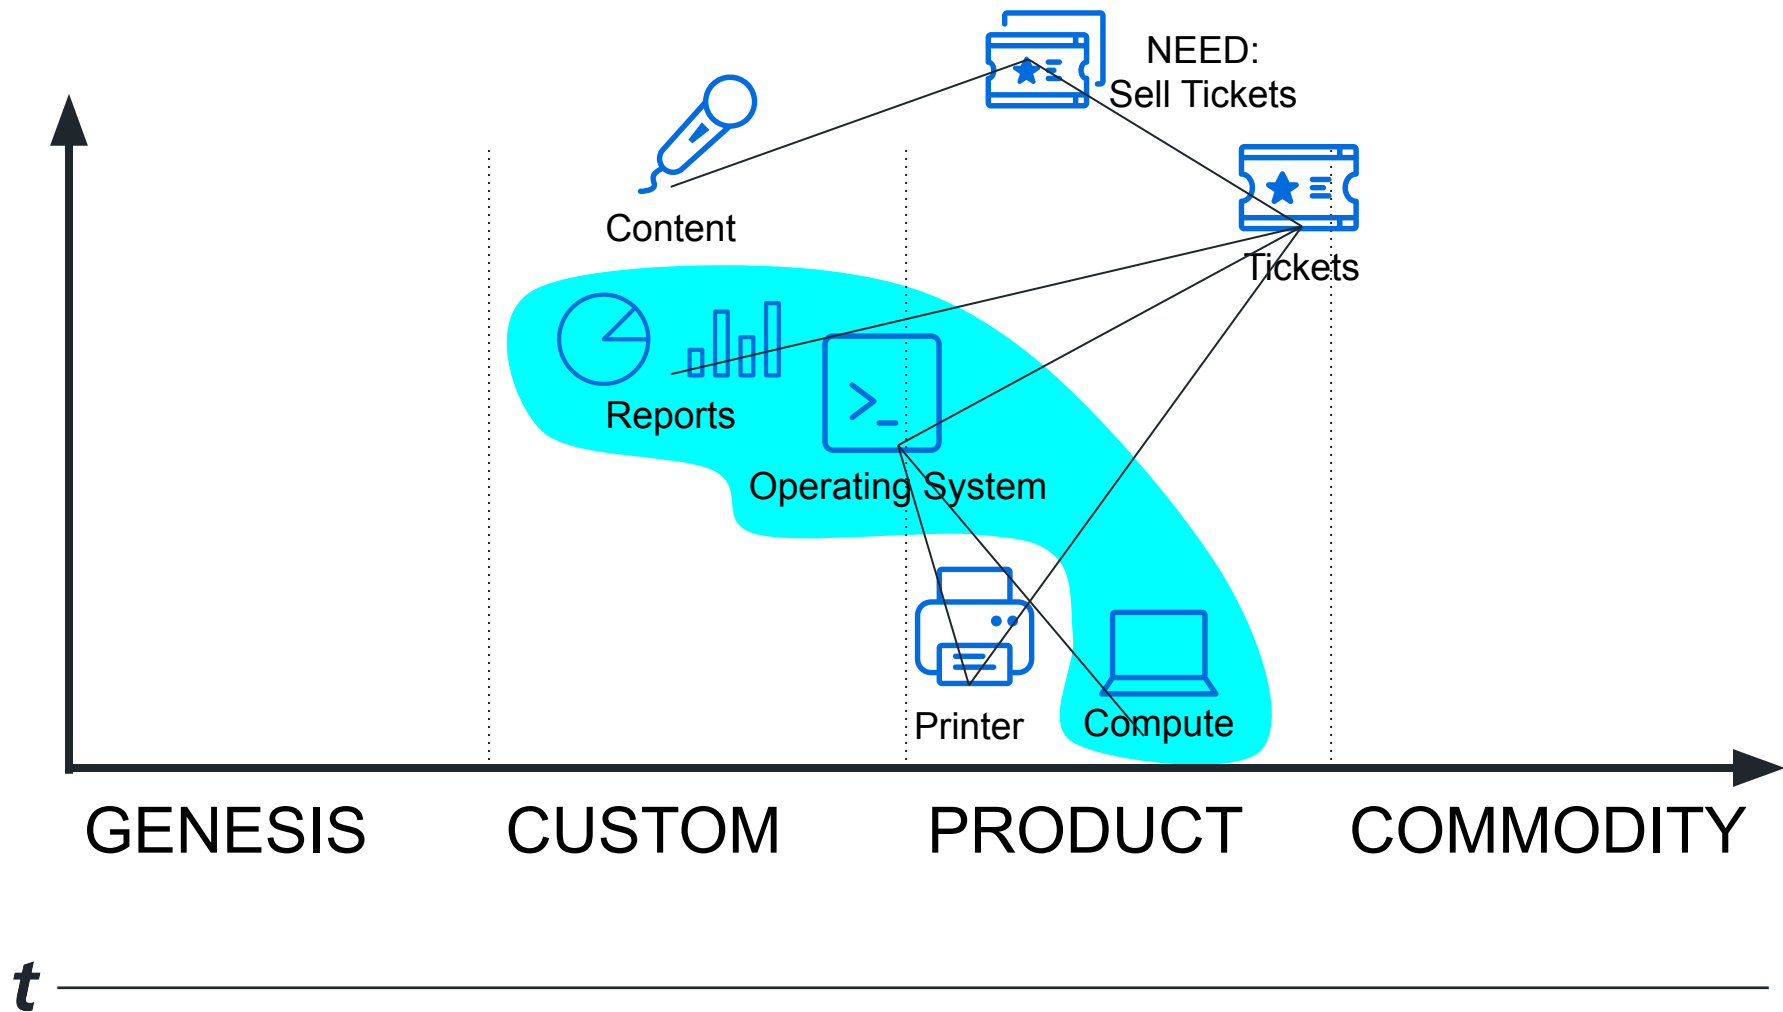 NEED:
Sell Tickets
Content
Tickets
Reports
Operating System
Printer
Compute
GENESIS
CUSTOM
PRODUCT
COMMODITY
t